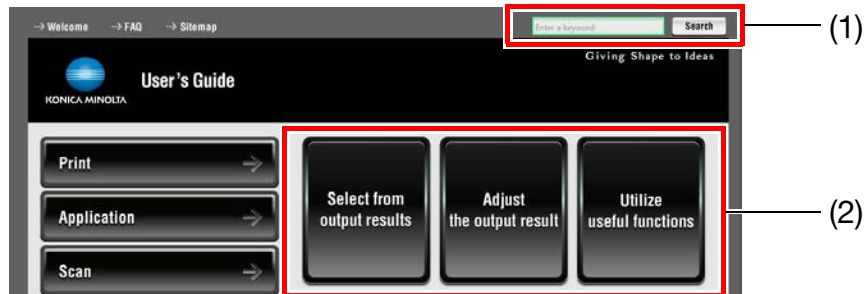 --> Welcome --> FAQ --> Sitemap Enter a keyword Search (1)
Giving Shape to Ideas
KONICA MINOLTA User's Guide
Print
Application
Scan
Select from
output results
Adjust
the output result
Utilize
useful functions
(2)